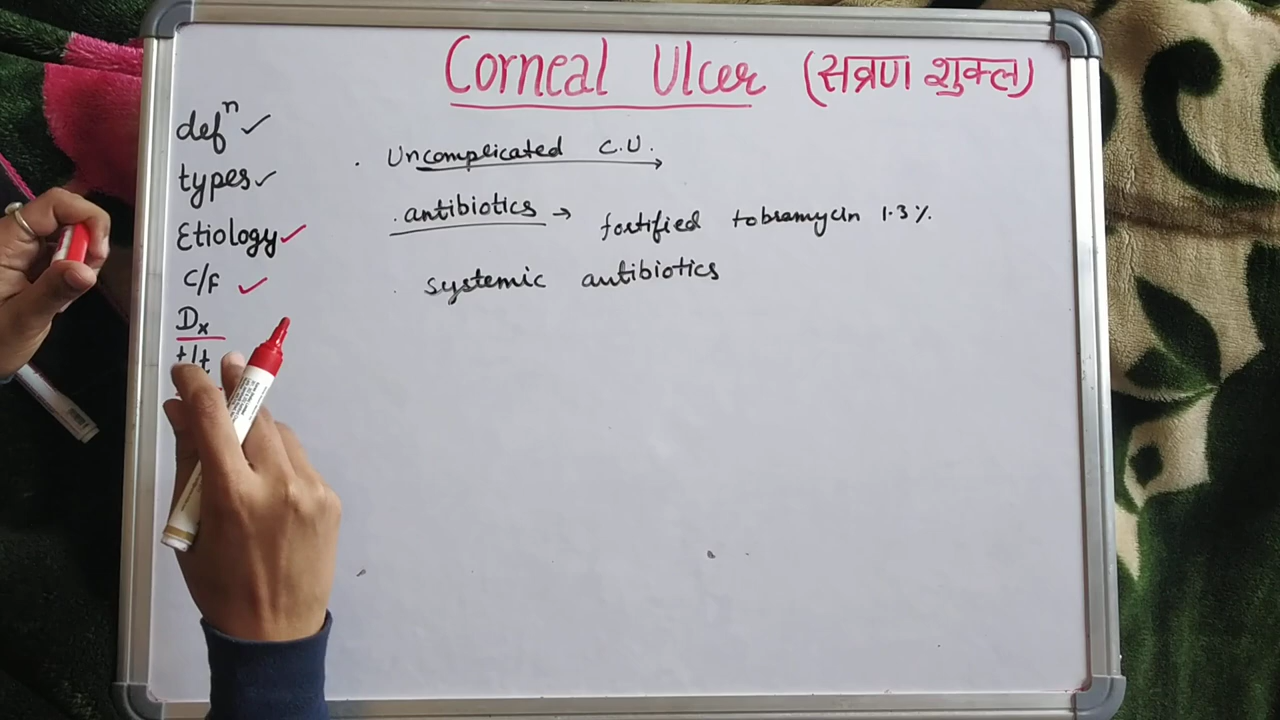 Corneal Ulcer (सव्रण शुक्ल)
defⁿ ✓
types ✓
Etiology ✓
C/F ✓
Dx
t/t
. Uncomplicated C.U.
. antibiotics → fortified tobramycin 1.3%.
. systemic antibiotics